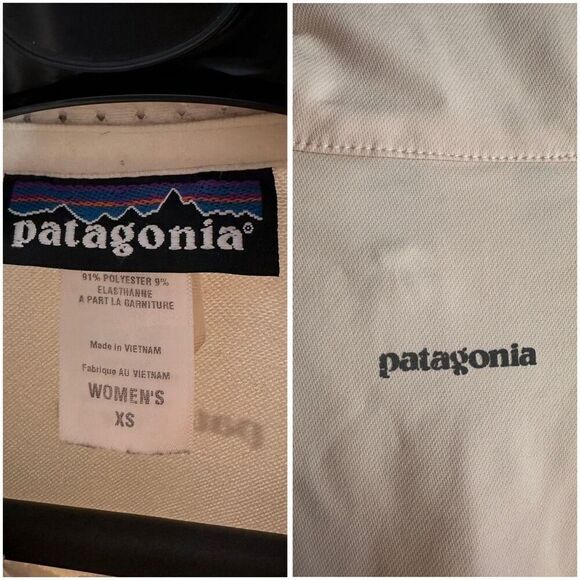 patagonia®
91% POLYESTER 9%
ELASTHANNE
A PART LA GARNITURE
Made in VIETNAM
Fabriqué AU VIETNAM
WOMEN'S
XS
patagonia